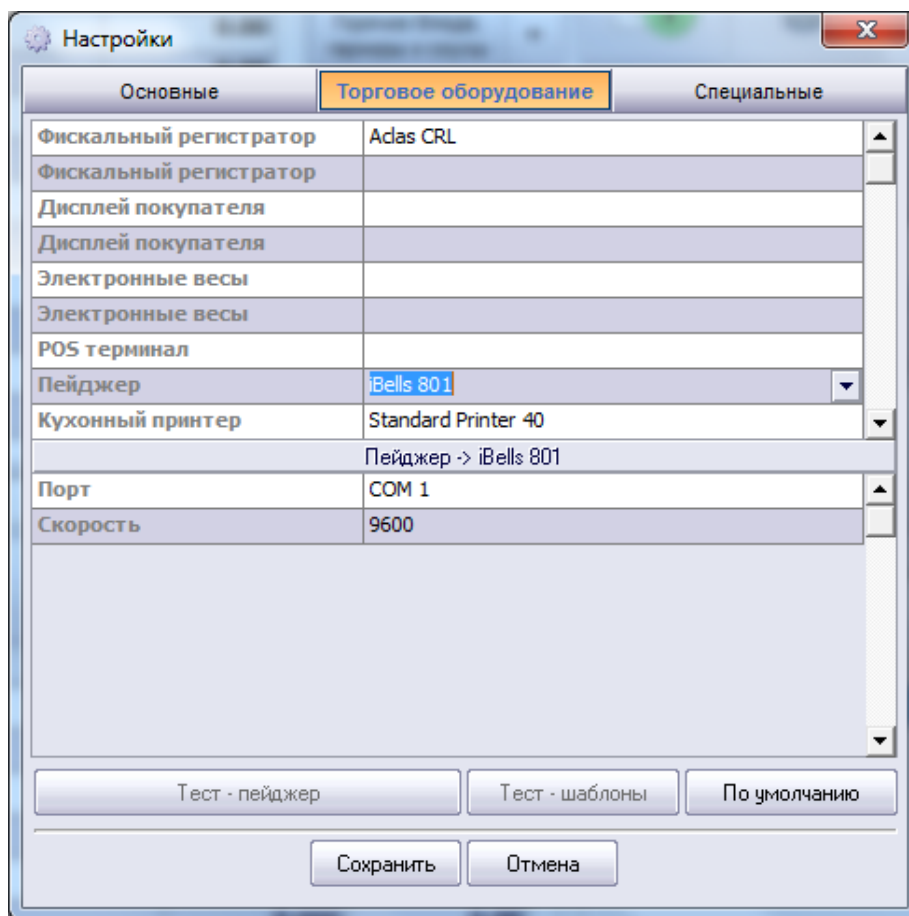 Настройки
Основные Торговое оборудование Специальные
Фискальный регистратор Aclas CRL
Фискальный регистратор
Дисплей покупателя
Дисплей покупателя
Электронные весы
Электронные весы
POS терминал
Пейджер iBells 801
Кухонный принтер Standard Printer 40
Пейджер -> iBells 801
Порт COM 1
Скорость 9600
Тест - пейджер Тест - шаблоны По умолчанию
Сохранить Отмена